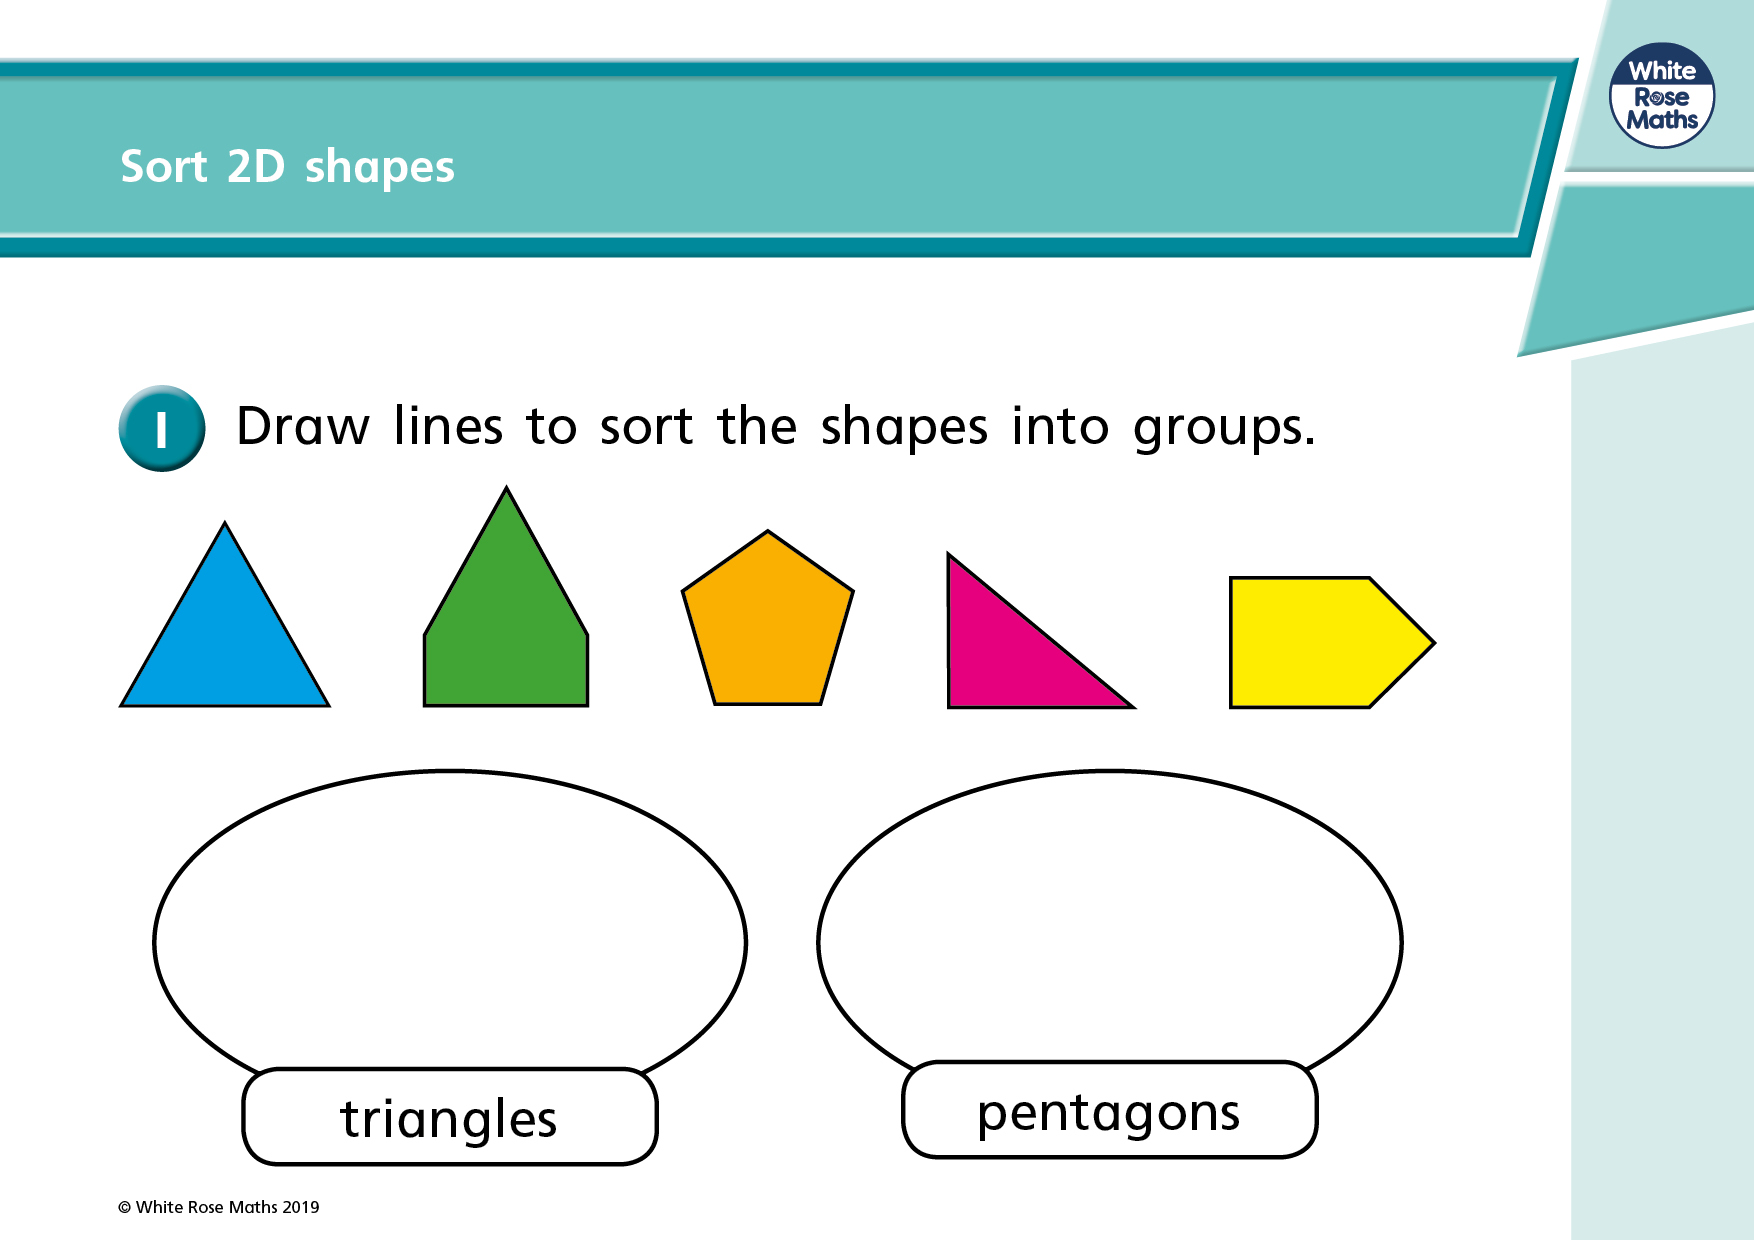 White
Rose
Maths
Sort 2D shapes
1 Draw lines to sort the shapes into groups.
triangles
pentagons
© White Rose Maths 2019